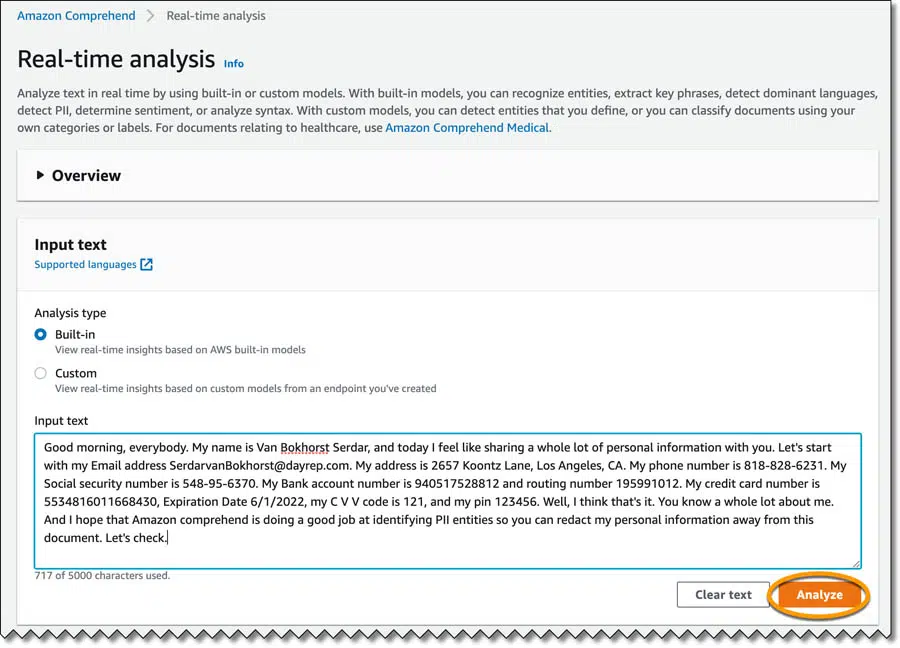 Amazon Comprehend > Real-time analysis
Real-time analysis Info
Analyze text in real time by using built-in or custom models. With built-in models, you can recognize entities, extract key phrases, detect dominant languages,
detect PII, determine sentiment, or analyze syntax. With custom models, you can detect entities that you define, or you can classify documents using your
own categories or labels. For documents relating to healthcare, use Amazon Comprehend Medical.
Overview
Input text
Supported languages
Analysis type
Built-in
View real-time insights based on AWS built-in models
Custom
View real-time insights based on custom models from an endpoint you've created
Input text
Good morning, everybody. My name is Van Bokhorst Serdar, and today I feel like sharing a whole lot of personal information with you. Let's start
with my Email address SerdarvanBokhorst@dayrep.com. My address is 2657 Koontz Lane, Los Angeles, CA. My phone number is 818-828-6231. My
Social security number is 548-95-6370. My Bank account number is 940517528812 and routing number 195991012. My credit card number is
5534816011668430, Expiration Date 6/1/2022, my C V V code is 121, and my pin 123456. Well, I think that's it. You know a whole lot about me.
And I hope that Amazon comprehend is doing a good job at identifying PII entities so you can redact my personal information away from this
document. Let's check.
717 of 5000 characters used.
Clear text Analyze